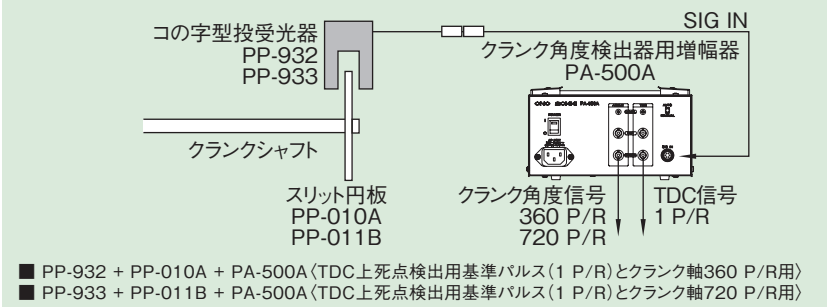 コの字型投受光器
PP-932
PP-933
SIG IN
クランク角度検出器用増幅器
PA-500A
ONO SOKKI PA-500A
クランクシャフト
スリット円板
PP-010A
PP-011B
クランク角度信号
360 P/R
720 P/R
TDC信号
1 P/R
■ PP-932 + PP-010A + PA-500A〈TDC上死点検出用基準パルス(1 P/R)とクランク軸360 P/R用〉
■ PP-933 + PP-011B + PA-500A〈TDC上死点検出用基準パルス(1 P/R)とクランク軸720 P/R用〉